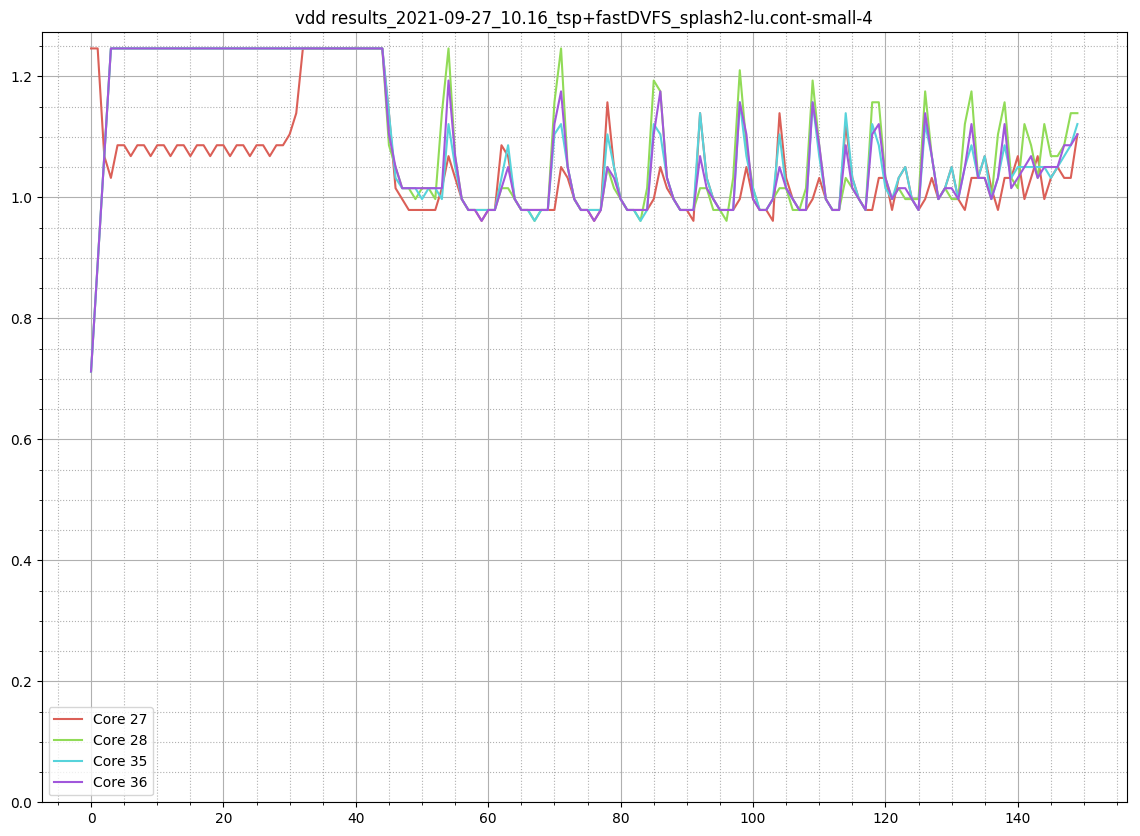 vdd results_2021-09-27_10.16_tsp+fastDVFS_splash2-lu.cont-small-4
1.2
1.0
0.8
0.6
0.4
0.2
0.0
Core 27
Core 28
Core 35
Core 36
0 20 40 60 80 100 120 140